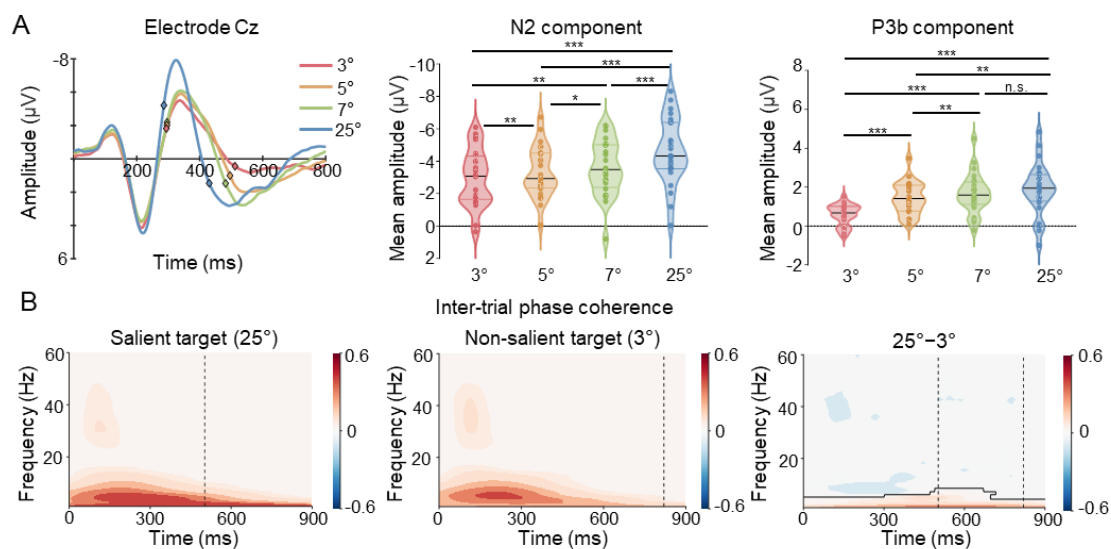 A
Electrode Cz
-8
Amplitude (µV)
6
200 400 600 800
Time (ms)
3°
5°
7°
25°
N2 component
Mean amplitude (µV)
-10
-8
-6
-4
-2
0
2
***
***
** ***
*
**
3° 5° 7° 25°
P3b component
Mean amplitude (µV)
8
6
4
2
0
-2
***
**
*** n.s.
**
***
3° 5° 7° 25°
B
Inter-trial phase coherence
Salient target (25°)
Frequency (Hz)
60
40
20
0 300 600 900
Time (ms)
0.6
0
-0.6
Non-salient target (3°)
Frequency (Hz)
60
40
20
0 300 600 900
Time (ms)
0.6
0
-0.6
25°−3°
Frequency (Hz)
60
40
20
0 300 600 900
Time (ms)
0.6
0
-0.6